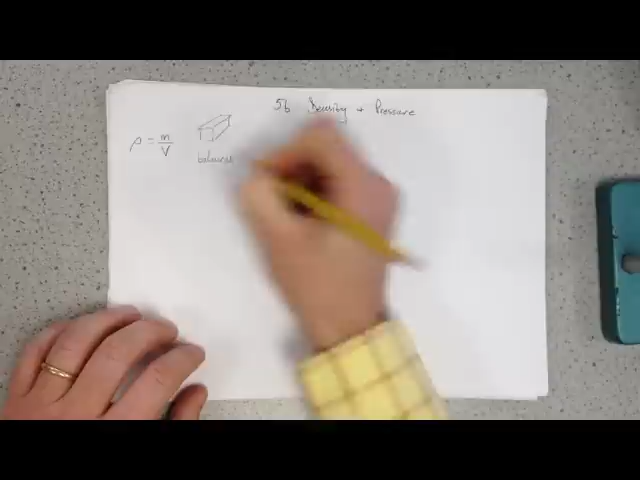 5b Density + Pressure
ρ = m/V
balance